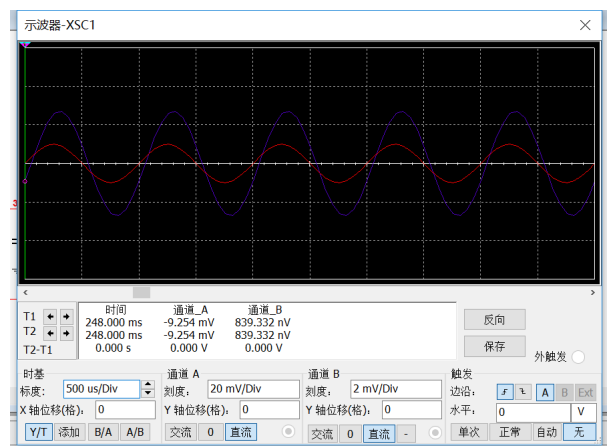 示波器-XSC1
3
T1
T2
T2-T1
时间 通道_A 通道_B
248.000 ms -9.254 mV 839.332 nV
248.000 ms -9.254 mV 839.332 nV
0.000 s 0.000 V 0.000 V
反向
保存
外触发
时基
标度: 500 us/Div
X 轴位移(格): 0
Y/T 添加 B/A A/B
通道 A
刻度: 20 mV/Div
Y 轴位移(格): 0
交流 0 直流
通道 B
刻度: 2 mV/Div
Y 轴位移(格): 0
交流 0 直流 -
触发
边沿: A B Ext
水平: 0 V
单次 正常 自动 无